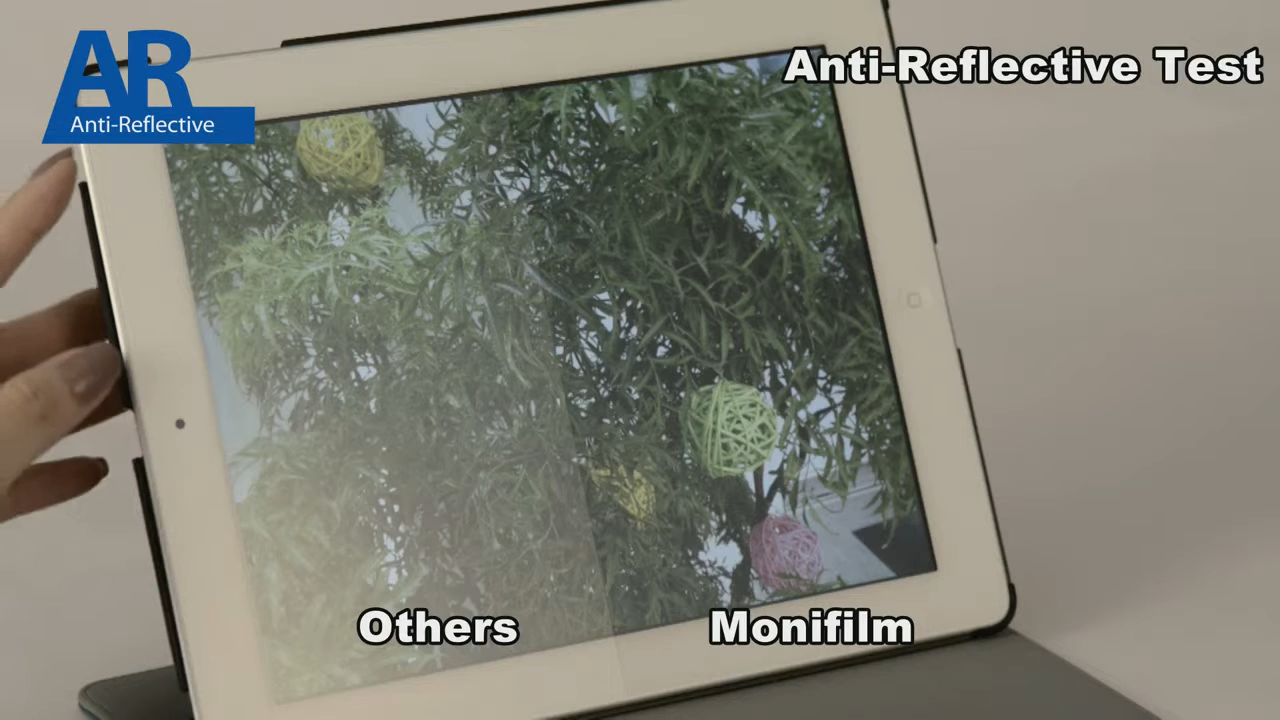 AR
Anti-Reflective
Anti-Reflective Test
Others
Monifilm